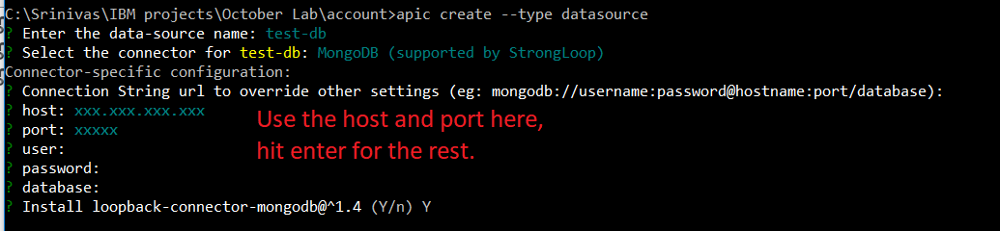 C:\Srinivas\IBM projects\October Lab\account>apic create --type datasource
? Enter the data-source name: test-db
? Select the connector for test-db: MongoDB (supported by StrongLoop)
Connector-specific configuration:
? Connection String url to override other settings (eg: mongodb://username:password@hostname:port/database):
? host: xxx.xxx.xxx.xxx
? port: xxxxx
? user:
? password:
? database:
? Install loopback-connector-mongodb@^1.4 (Y/n) Y
Use the host and port here,
hit enter for the rest.